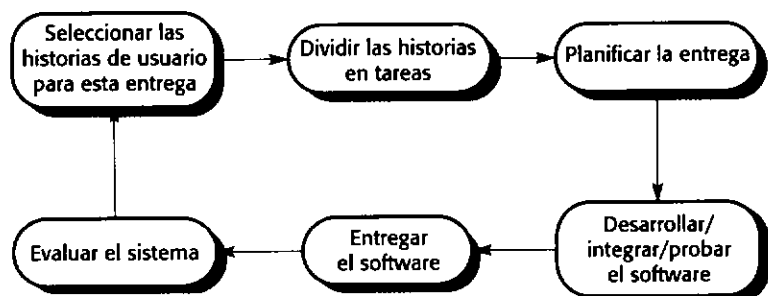 Seleccionar las
historias de usuario
para esta entrega
Dividir las historias
en tareas
Planificar la entrega
Evaluar el sistema
Entregar
el software
Desarrollar/
integrar/probar
el software